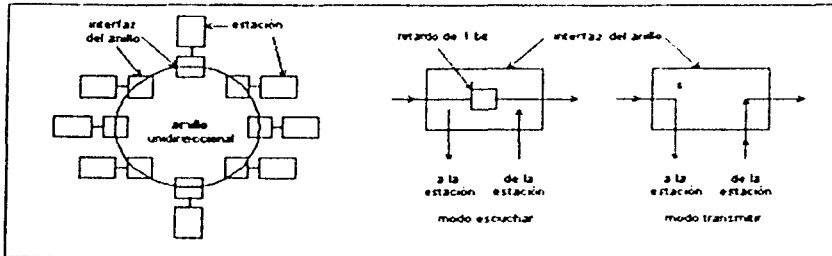 interfaz
del anillo
estación
anillo
unidireccional
retardo de 1 bit
interfaz del anillo
a la
estación
de la
estación
modo escuchar
s
a la
estación
de la
estación
modo transmitir